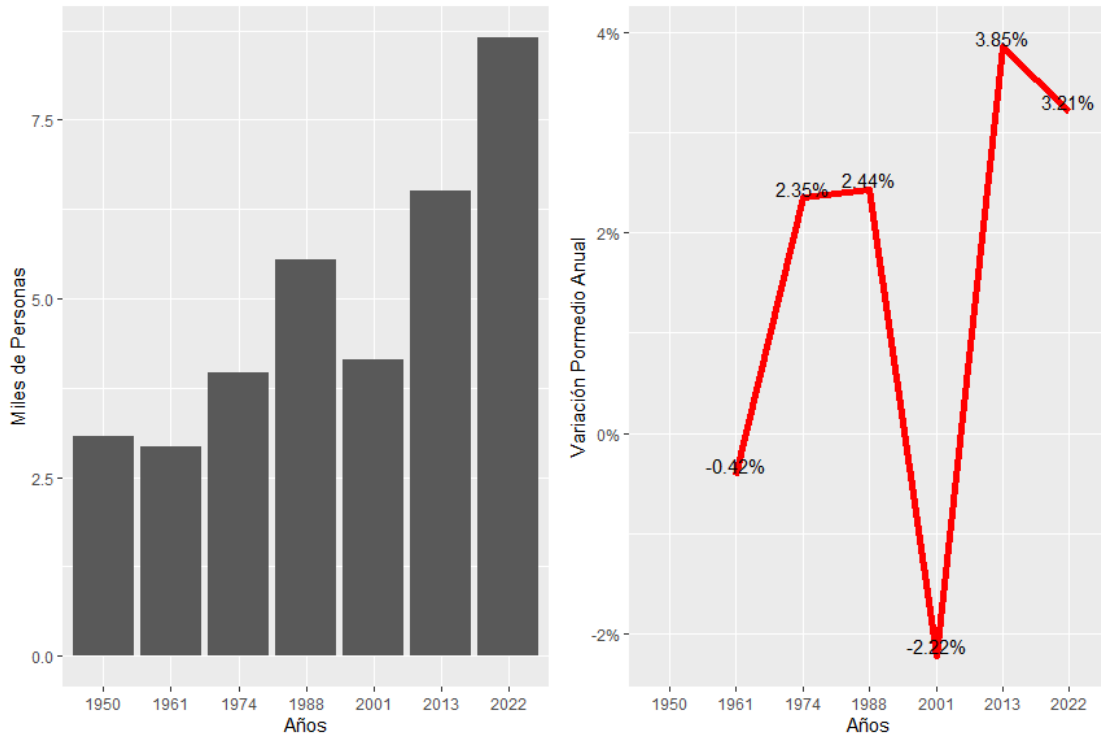 Miles de Personas
7.5
5.0
2.5
0.0
1950 1961 1974 1988 2001 2013 2022
Años
Variación Pormedio Anual
4%
2%
0%
-2%
-0.42%
2.35%
2.44%
-2.22%
3.85%
3.21%
1950 1961 1974 1988 2001 2013 2022
Años